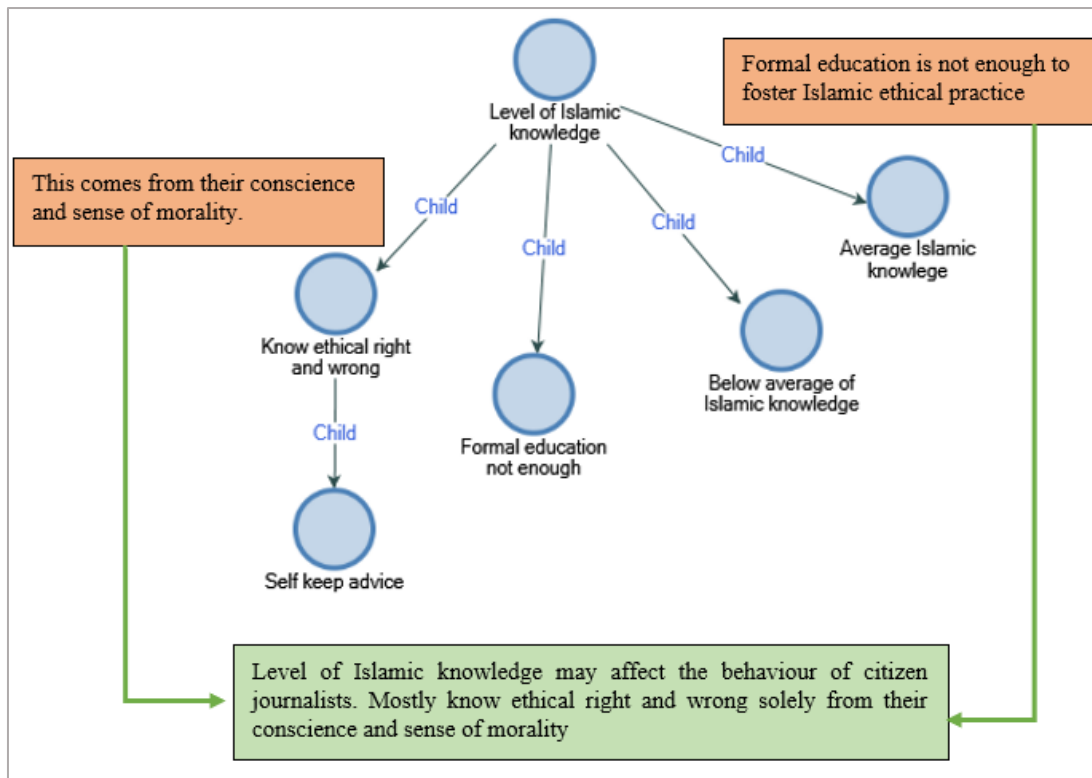 Level of Islamic
knowledge
Formal education is not enough to
foster Islamic ethical practice
This comes from their conscience
and sense of morality.
Child
Child
Child
Child
Average Islamic
knowlege
Know ethical right
and wrong
Below average of
Islamic knowledge
Formal education
not enough
Child
Self keep advice
Level of Islamic knowledge may affect the behaviour of citizen
journalists. Mostly know ethical right and wrong solely from their
conscience and sense of morality